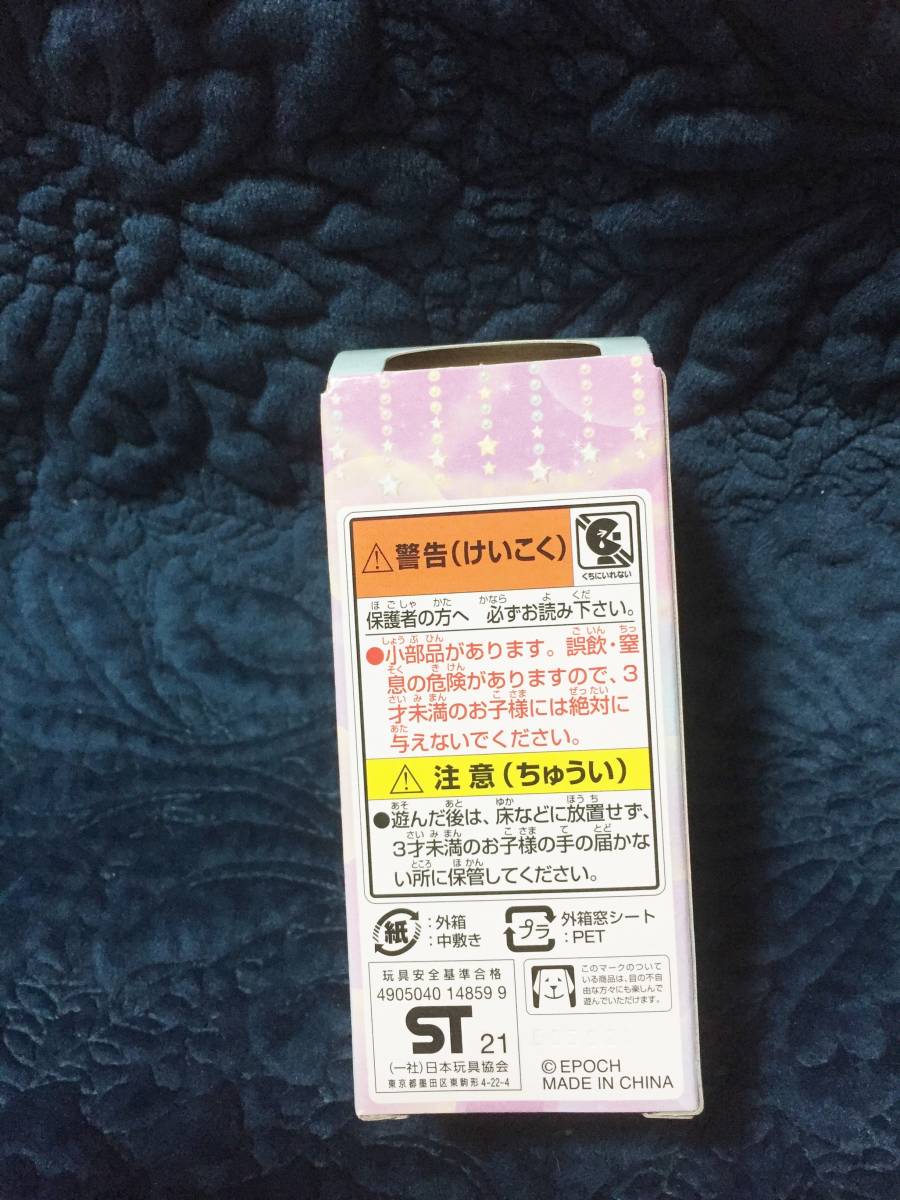 警告(けいこく)
くちにいれない
保護者の方へ 必ずお読み下さい。
●小部品があります。誤飲・窒
息の危険がありますので、3
才未満のお子様には絶対に
与えないでください。
注意(ちゅうい)
●遊んだ後は、床などに放置せず、
3才未満のお子様の手の届かな
い所に保管してください。
紙 :外箱
:中敷き
プラ 外箱窓シート
:PET
玩具安全基準合格
4905040 14859 9
ST 21
(一社)日本玩具協会
東京都墨田区東駒形4-22-4
このマークのついて
いる商品は、目の不自
由な方々にも楽しんで
遊んでいただけます。
©EPOCH
MADE IN CHINA